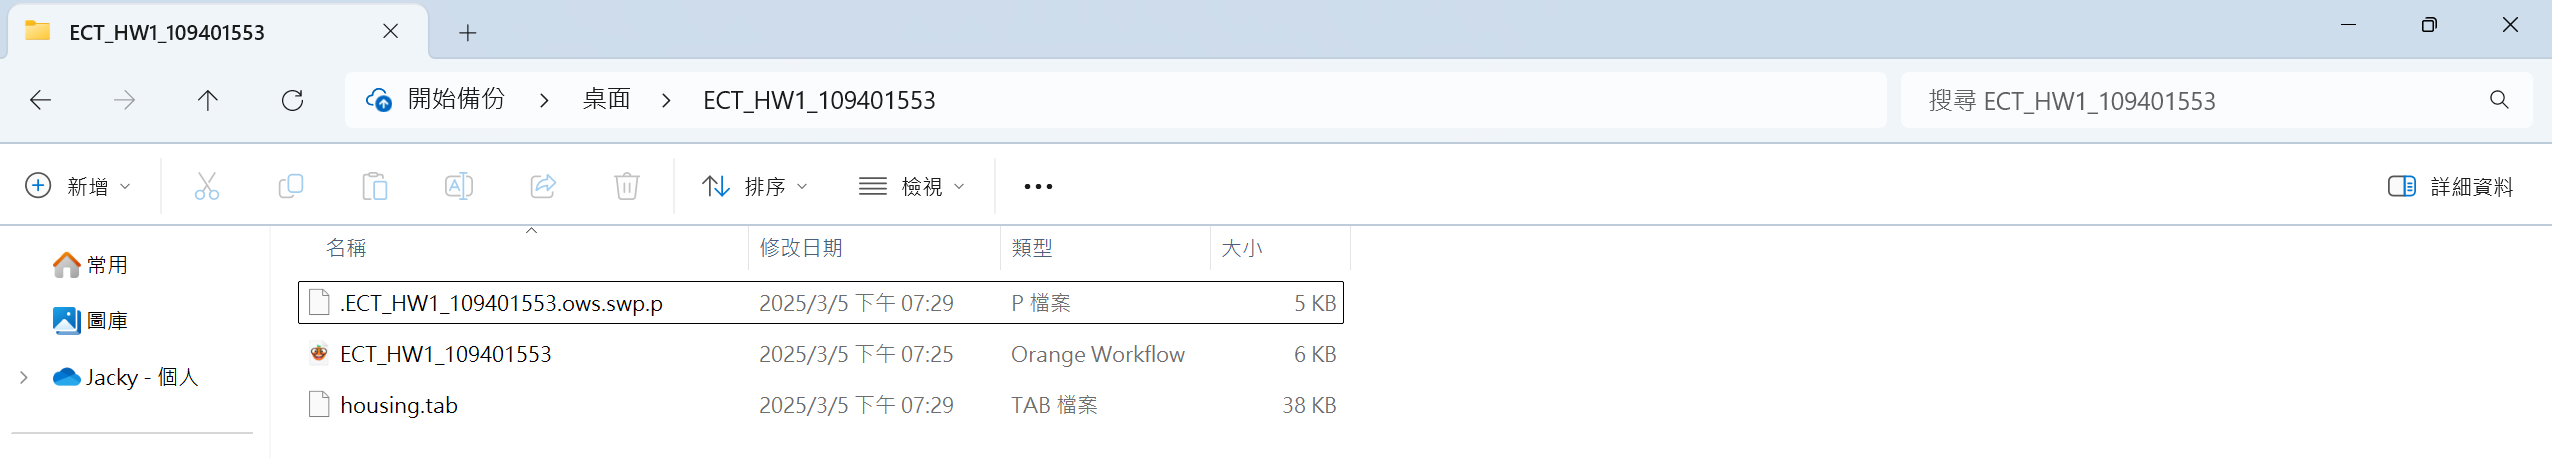 ECT_HW1_109401553
開始備份 > 桌面 > ECT_HW1_109401553
搜尋 ECT_HW1_109401553
新增 排序 檢視 ••• 詳細資料
常用
圖庫
Jacky - 個人
名稱 修改日期 類型 大小
.ECT_HW1_109401553.ows.swp.p 2025/3/5 下午 07:29 P 檔案 5 KB
ECT_HW1_109401553 2025/3/5 下午 07:25 Orange Workflow 6 KB
housing.tab 2025/3/5 下午 07:29 TAB 檔案 38 KB